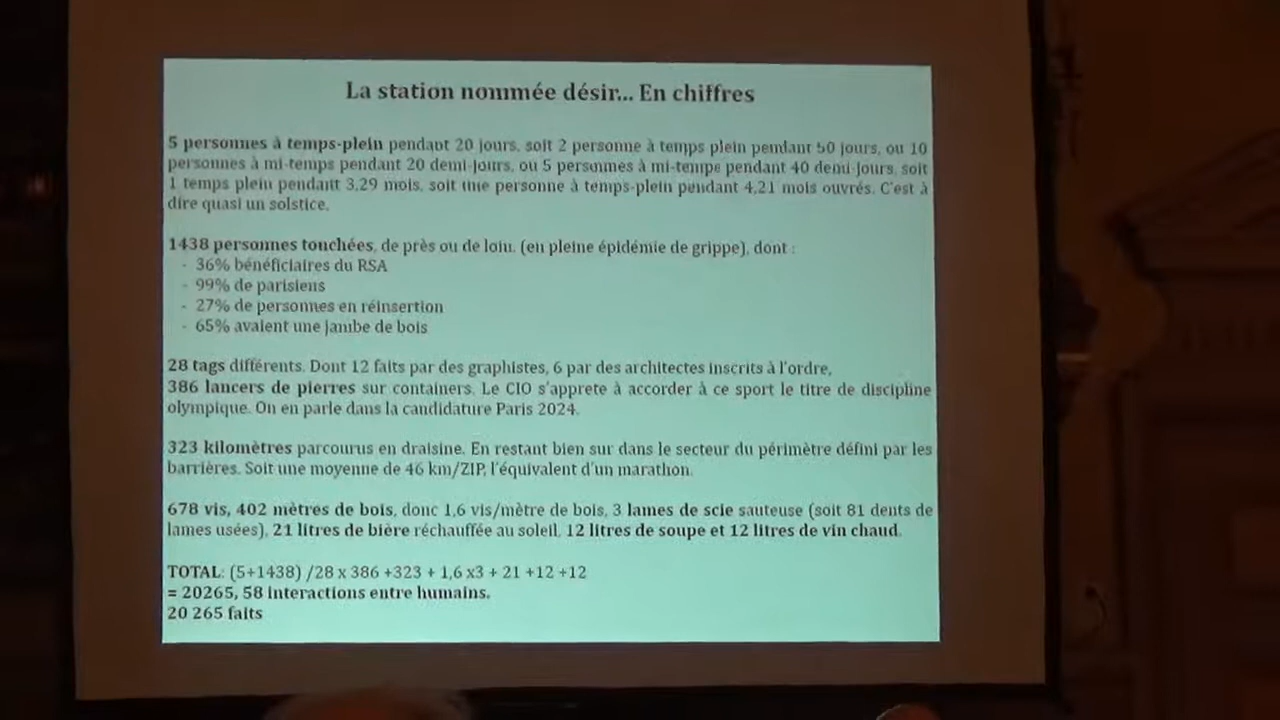 La station nommée désir... En chiffres
5 personnes à temps-plein pendant 20 jours, soit 2 personne à temps plein pendant 50 jours, ou 10
personnes à mi-temps pendant 20 demi-jours, ou 5 personnes à mi-temps pendant 40 demi-jours, soit
1 temps plein pendant 3,29 mois, soit une personne à temps-plein pendant 4,21 mois ouvrés. C'est à
dire quasi un solstice.
1438 personnes touchées, de près ou de loin, (en pleine épidémie de grippe), dont :
- 36% bénéficiaires du RSA
- 99% de parisiens
- 27% de personnes en réinsertion
- 65% avaient une jambe de bois
28 tags différents. Dont 12 faits par des graphistes, 6 par des architectes inscrits à l'ordre,
386 lancers de pierres sur containers. Le CIO s'apprete à accorder à ce sport le titre de discipline
olympique. On en parle dans la candidature Paris 2024.
323 kilomètres parcourus en draisine. En restant bien sur dans le secteur du périmètre défini par les
barrières. Soit une moyenne de 46 km/ZIP, l'équivalent d'un marathon.
678 vis, 402 mètres de bois, donc 1,6 vis/mètre de bois, 3 lames de scie sauteuse (soit 81 dents de
lames usées), 21 litres de bière réchauffée au soleil, 12 litres de soupe et 12 litres de vin chaud.
TOTAL: (5+1438) /28 x 386 +323 + 1,6 x3 + 21 +12 +12
= 20265, 58 interactions entre humains.
20 265 faits